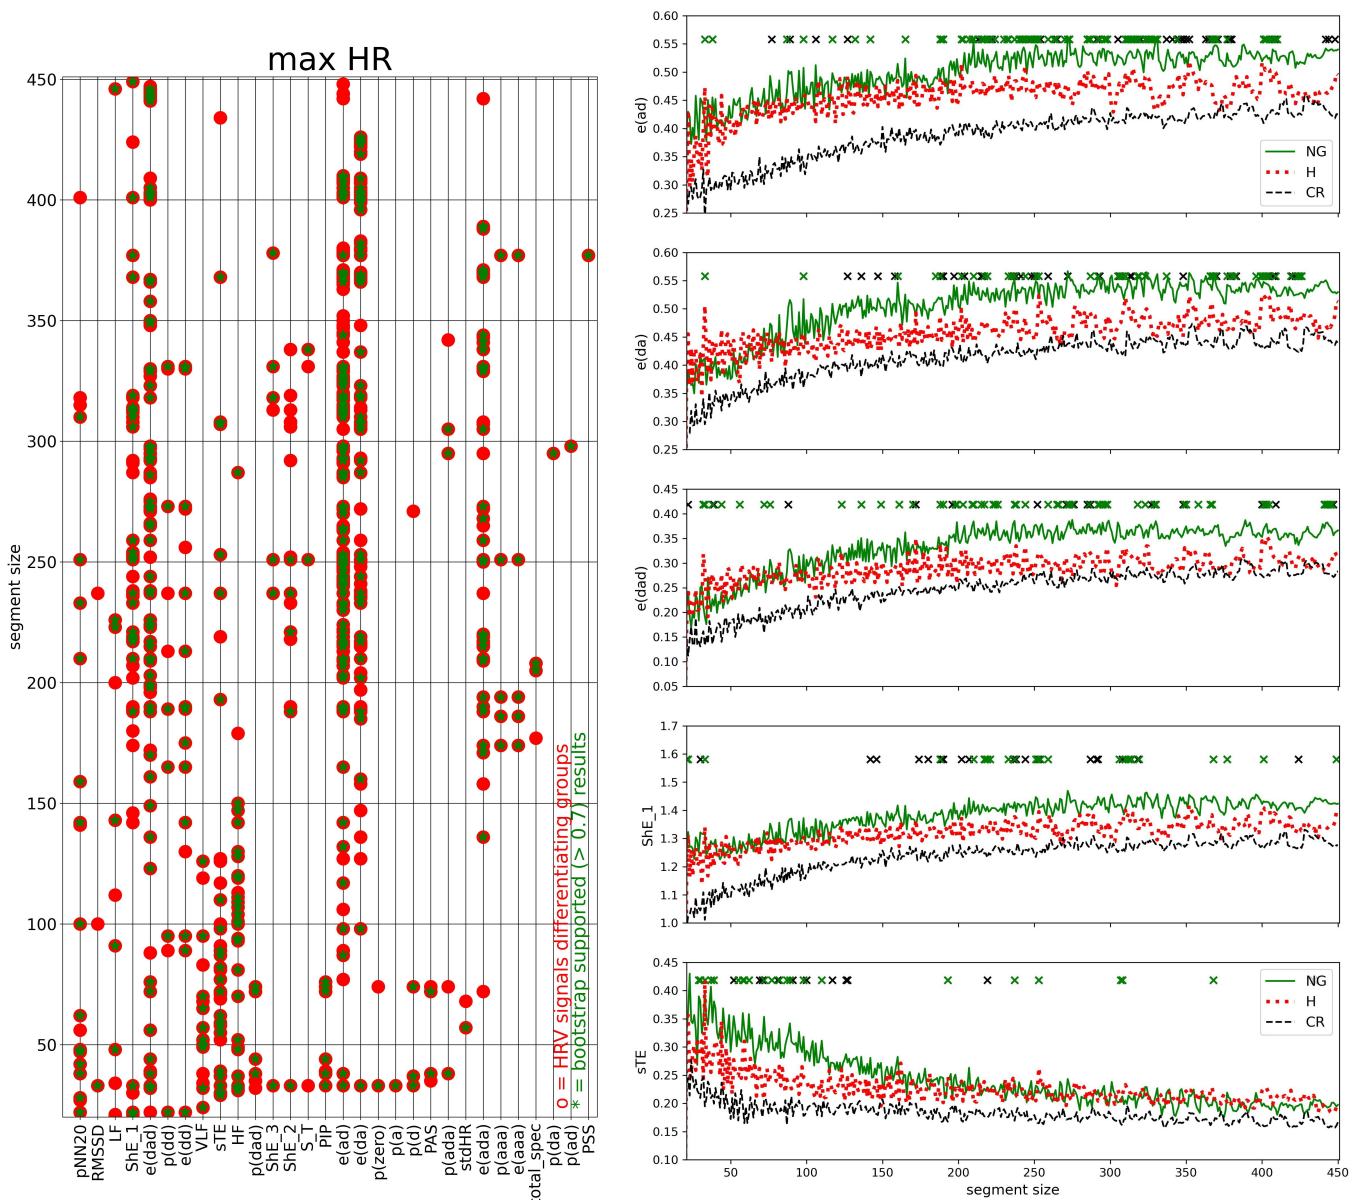 max HR
segment size
450
400
350
300
250
200
150
100
50
o = HRV signals differentiating groups
* = bootstrap supported (> 0.7) results
pNN20
RMSSD
LF
ShE_1
e(dad)
p(dd)
e(dd)
VLF
sTE
HF
p(dad)
ShE_3
ShE_2
S_T
PIP
e(ad)
e(da)
p(zero)
p(a)
p(d)
PAS
p(ada)
stdHR
e(ada)
p(aaa)
e(aaa)
total_spec
p(da)
p(ad)
PSS
e(ad)
0.60
0.55
0.50
0.45
0.40
0.35
0.30
0.25
NG
H
CR
e(da)
0.60
0.55
0.50
0.45
0.40
0.35
0.30
0.25
e(dad)
0.45
0.40
0.35
0.30
0.25
0.20
0.15
0.10
0.05
ShE_1
1.7
1.6
1.5
1.4
1.3
1.2
1.1
1.0
sTE
0.45
0.40
0.35
0.30
0.25
0.20
0.15
0.10
NG
H
CR
50 100 150 200 250 300 350 400 450
segment size